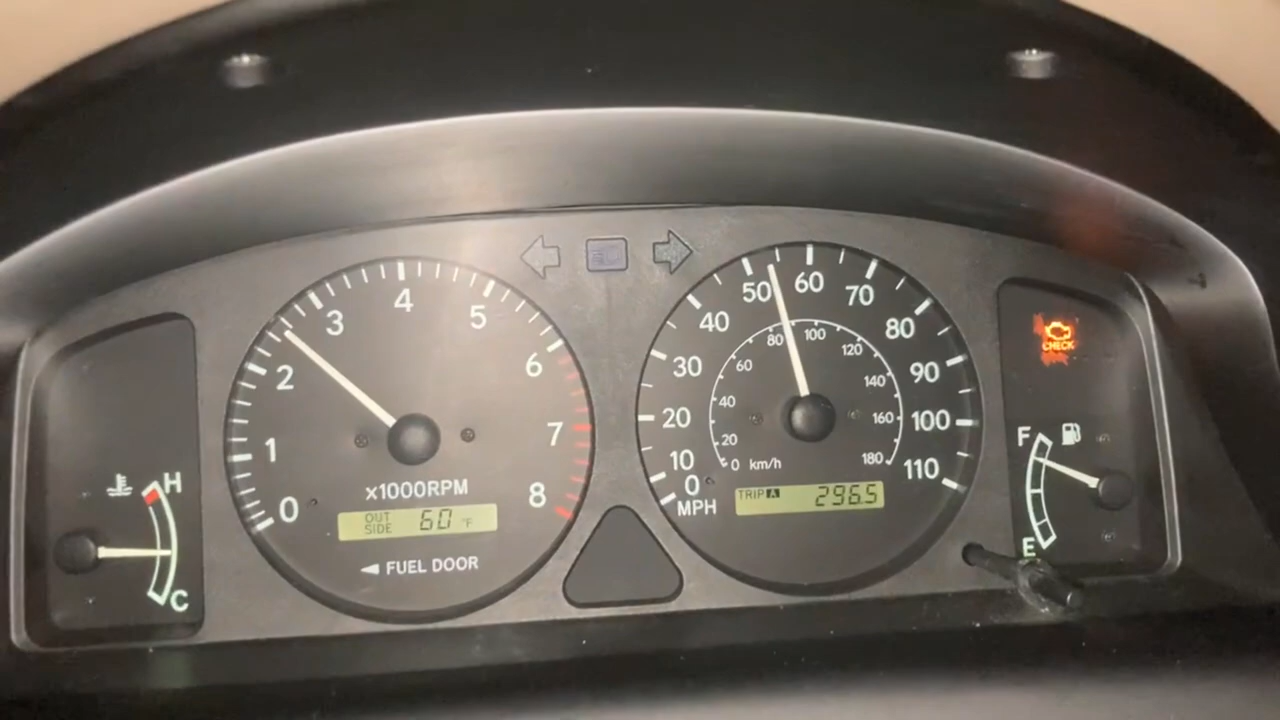 4
3
5
2
6
1
7
0
8
x1000RPM
OUT SIDE 60 °F
◄ FUEL DOOR
60
50
70
40
80
30
90
20
100
10
110
0
MPH
100
80
120
60
140
40
160
20
180
0 km/h
TRIP A 296.5
CHECK
F
E
H
C